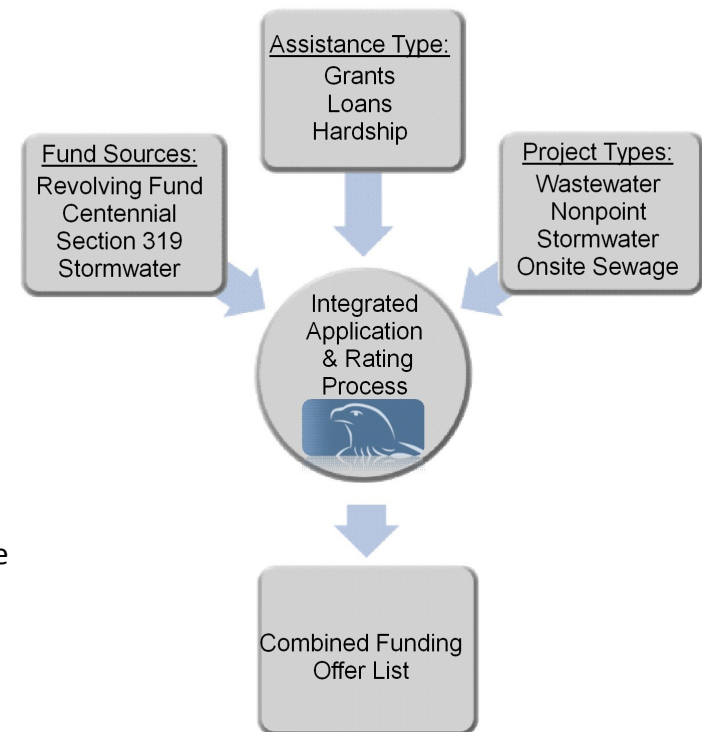 Assistance Type:
Grants
Loans
Hardship
Fund Sources:
Revolving Fund
Centennial
Section 319
Stormwater
Project Types:
Wastewater
Nonpoint
Stormwater
Onsite Sewage
Integrated
Application
& Rating
Process
e
Combined Funding
Offer List